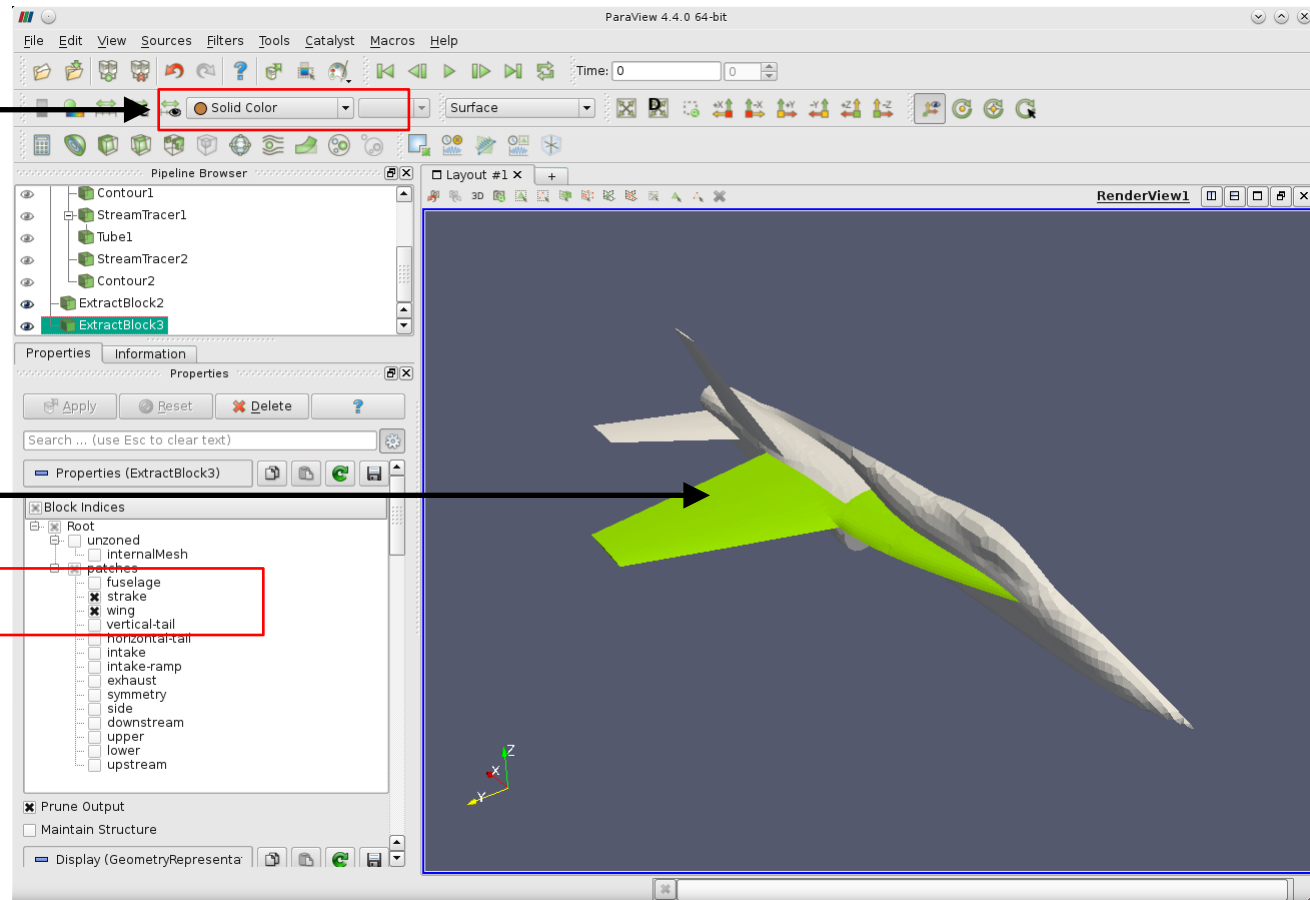 ParaView 4.4.0 64-bit
File Edit View Sources Filters Tools Catalyst Macros Help
Time: 0 0
Solid Color Surface
Pipeline Browser
Contour1
StreamTracer1
Tube1
StreamTracer2
Contour2
ExtractBlock2
ExtractBlock3
Properties Information
Properties
Apply Reset Delete ?
Search ... (use Esc to clear text)
Properties (ExtractBlock3)
Block Indices
Root
unzoned
internalMesh
patches
fuselage
strake
wing
vertical-tail
horizontal-tail
intake
intake-ramp
exhaust
symmetry
side
downstream
upper
lower
upstream
Prune Output
Maintain Structure
Display (GeometryRepresenta
Layout #1 +
3D RenderView1
-X +Y -Y +Z -Z
Z
X
Y